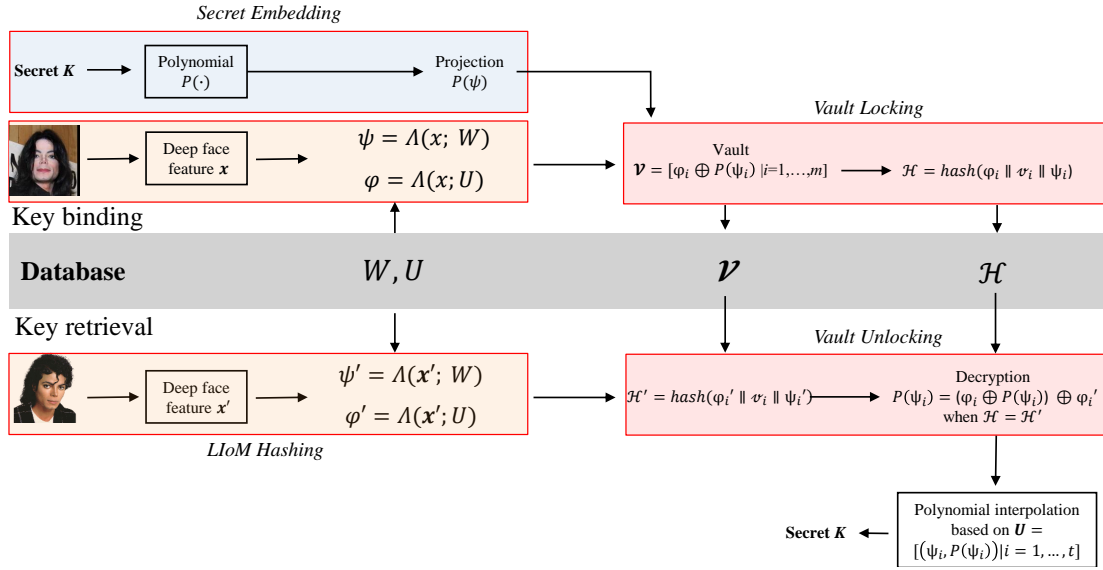 Secret Embedding
Secret K
Polynomial
P(·)
Projection
P(ψ)
Vault Locking
Deep face
feature x
ψ = Λ(x; W)
φ = Λ(x; U)
Vault
𝓥 = [φᵢ ⊕ P(ψᵢ) |i=1,…,m]
ℋ = hash(φᵢ ∥ 𝓋ᵢ ∥ ψᵢ)
Key binding
Database
W, U
𝓥
ℋ
Key retrieval
Vault Unlocking
Deep face
feature x′
ψ′ = Λ(x′; W)
φ′ = Λ(x′; U)
ℋ′ = hash(φᵢ′ ∥ 𝓋ᵢ ∥ ψᵢ′)
Decryption
P(ψᵢ) = (φᵢ ⊕ P(ψᵢ)) ⊕ φᵢ′
when ℋ = ℋ′
LIoM Hashing
Polynomial interpolation
based on U =
[(ψᵢ, P(ψᵢ))|i = 1, … , t]
Secret K